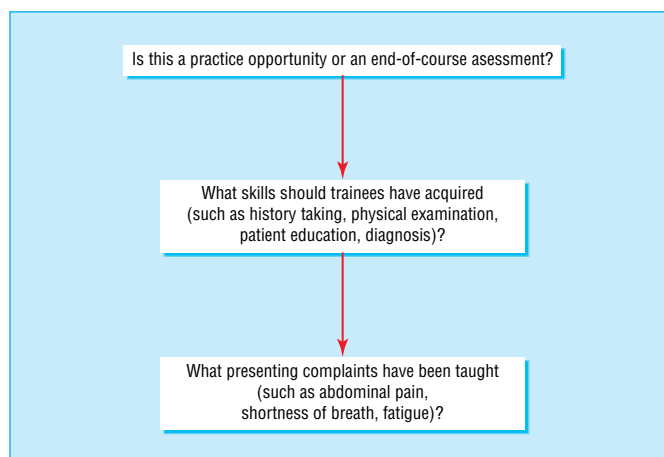 Is this a practice opportunity or an end-of-course asessment?
What skills should trainees have acquired
(such as history taking, physical examination,
patient education, diagnosis)?
What presenting complaints have been taught
(such as abdominal pain,
shortness of breath, fatigue)?